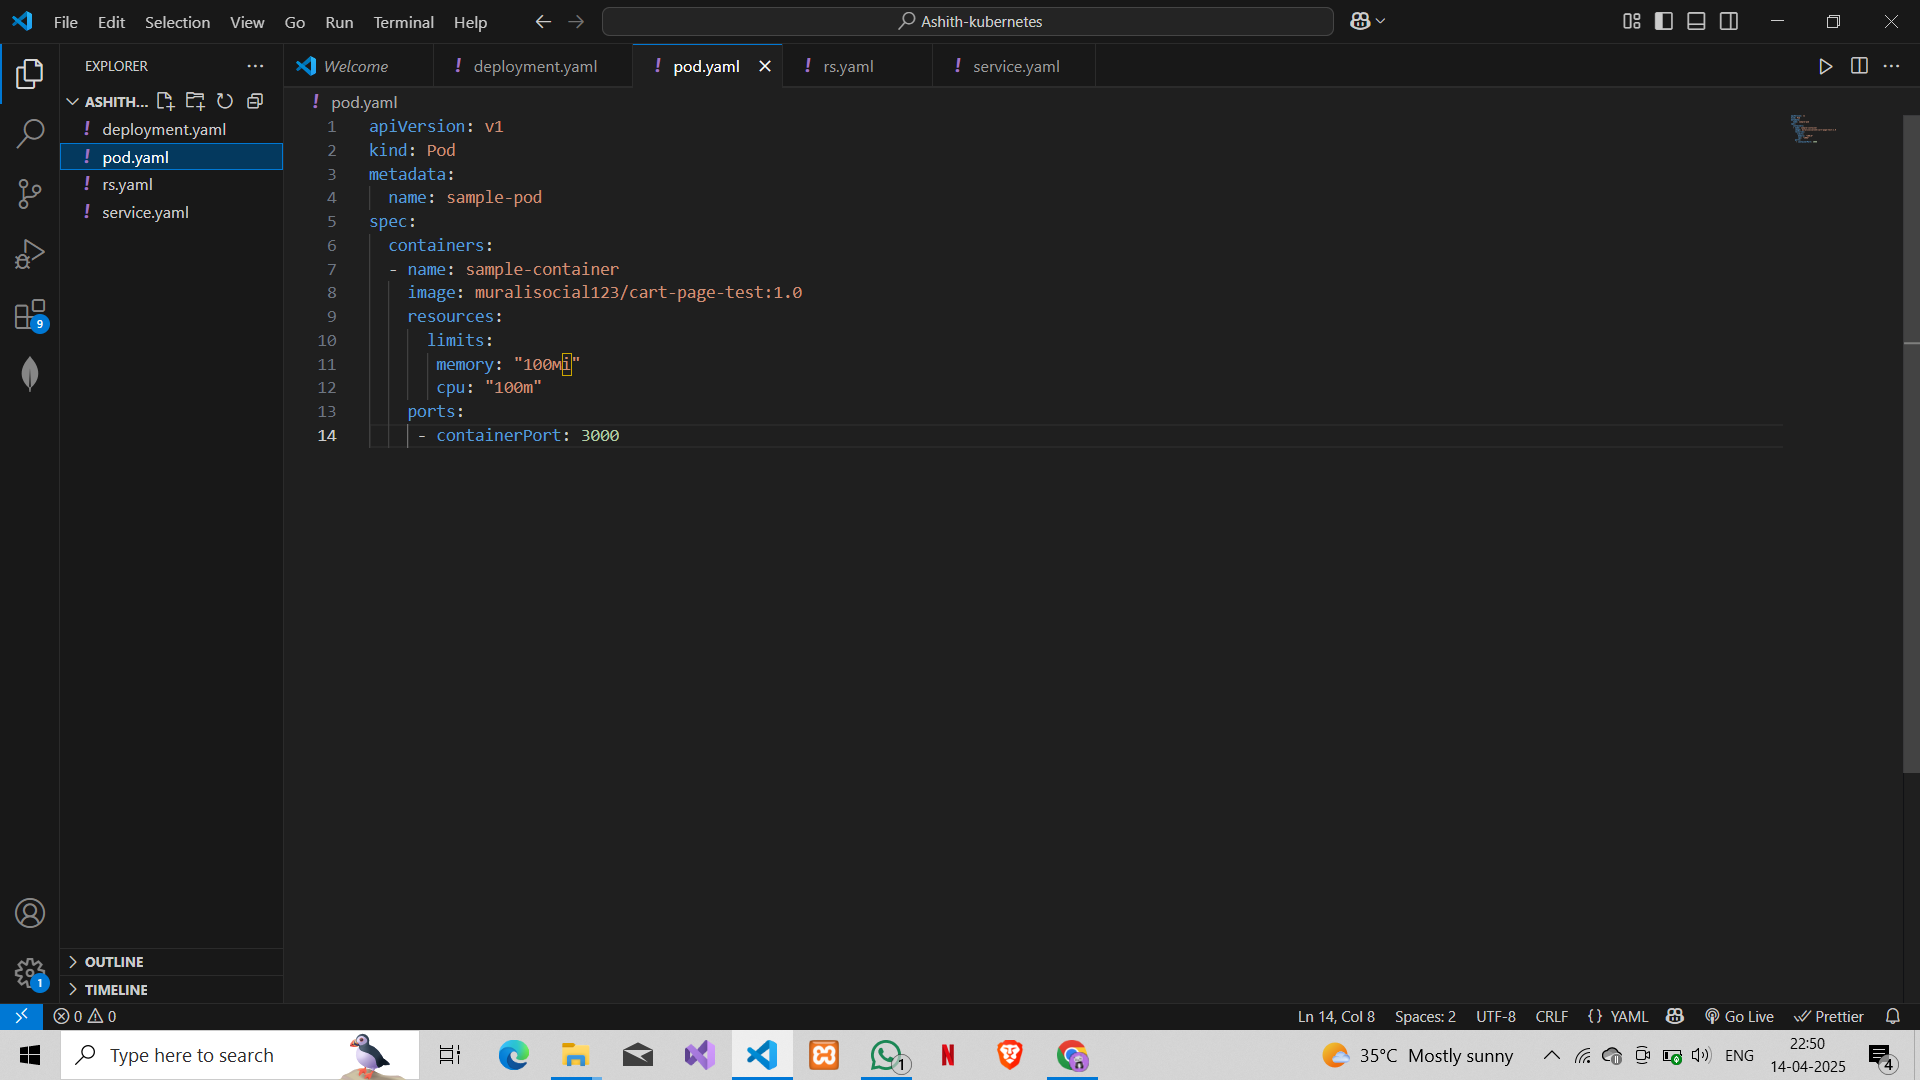 File Edit Selection View Go Run Terminal Help
Ashith-kubernetes
EXPLORER
ASHITH...
deployment.yaml
pod.yaml
rs.yaml
service.yaml
OUTLINE
TIMELINE
9
1
Welcome
! deployment.yaml
! pod.yaml
! rs.yaml
! service.yaml
! pod.yaml
1 apiVersion: v1
2 kind: Pod
3 metadata:
4 name: sample-pod
5 spec:
6 containers:
7 - name: sample-container
8 image: muralisocial123/cart-page-test:1.0
9 resources:
10 limits:
11 memory: "100мі"
12 cpu: "100m"
13 ports:
14 - containerPort: 3000
0 0
Ln 14, Col 8 Spaces: 2 UTF-8 CRLF {} YAML Go Live Prettier
Type here to search
1
N
35°C Mostly sunny
ENG
22:50
14-04-2025
4